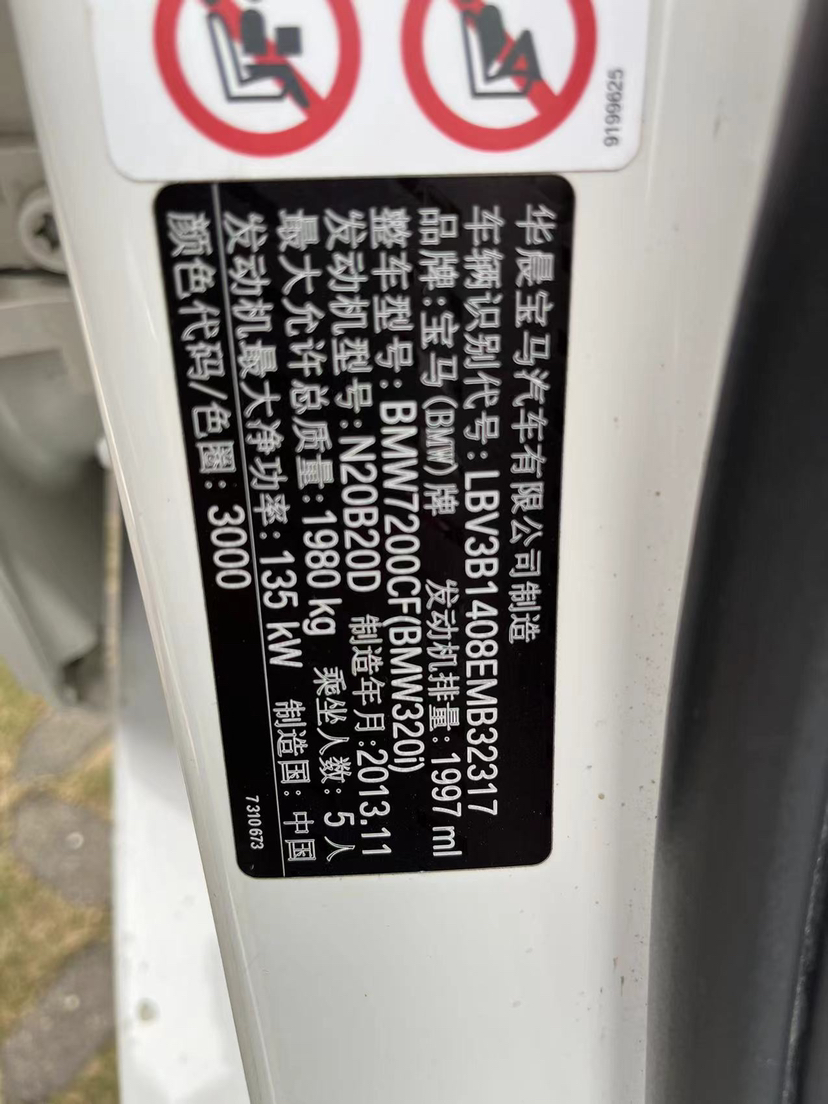 9199625
华晨宝马汽车有限公司制造
车辆识别代号：LBV3B1408EMB32317
品牌：宝马(BMW)牌 发动机排量：1997 ml
整车型号：BMW7200CF(BMW320i)
发动机型号：N20B20D 制造年月：2013.11
最大允许总质量：1980 kg 乘坐人数：5人
发动机最大净功率：135 kW 制造国：中国
颜色代码/色圈：3000
7310673